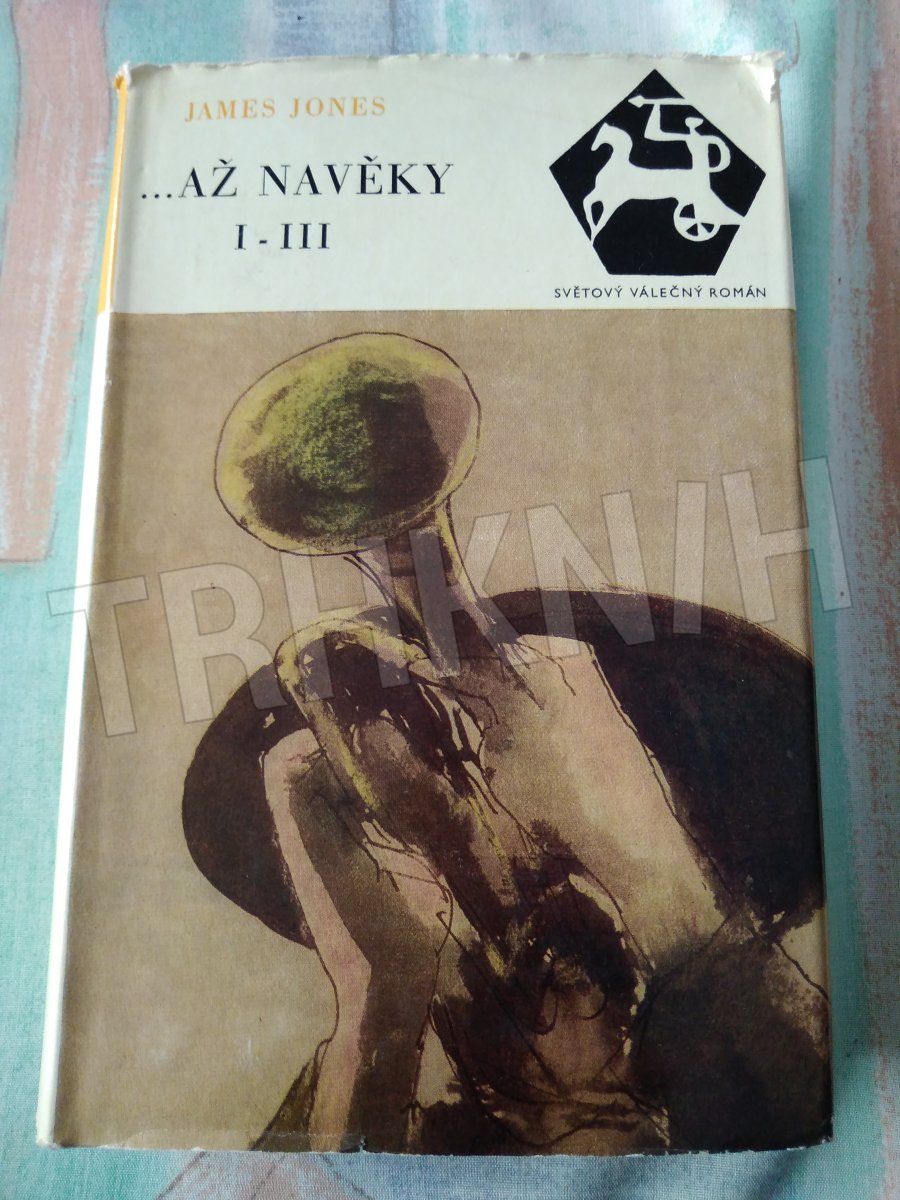 JAMES JONES
...AŽ NAVĚKY
I - III
SVĚTOVÝ VÁLEČNÝ ROMÁN
TRHKNIH